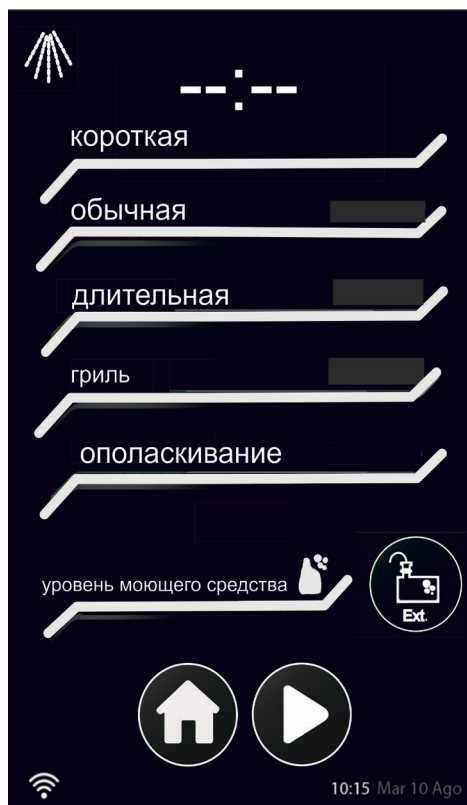 --:--
короткая
обычная
длительная
гриль
ополаскивание
уровень моющего средства
Ext.
10:15 Mar 10 Ago